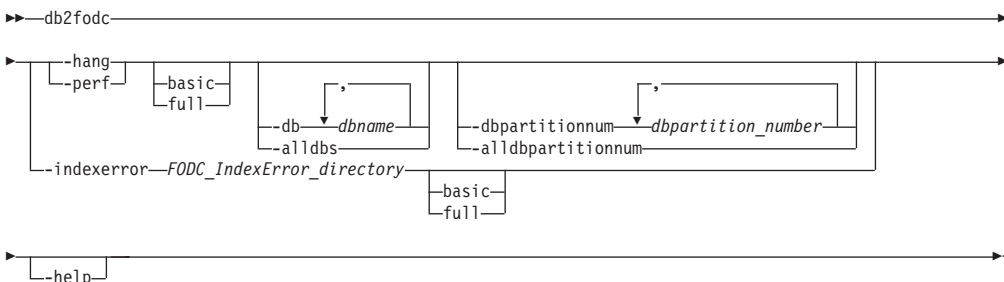 db2fodc
-hang
-perf
basic
full
,
-db dbname
-alldbs
,
-dbpartitionnum dbpartition_number
-alldbpartitionnum
-indexerror FODC_IndexError_directory
basic
full
-help